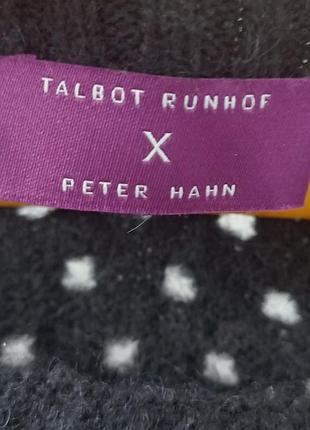 TALBOT RUNHOF
X
PETER HAHN